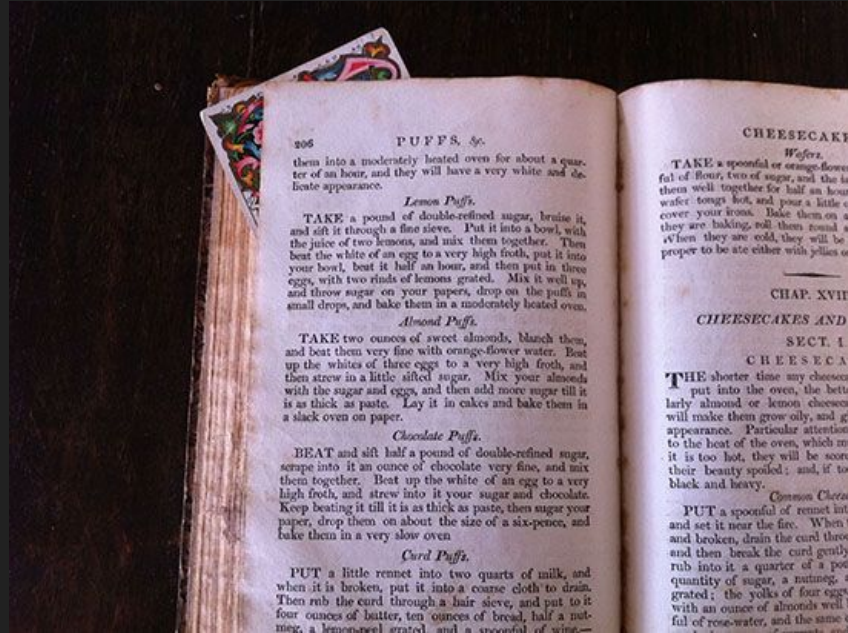 206 PUFFS, &c.
them into a moderately heated oven for about a quar-
ter of an hour, and they will have a very white and de-
licate appearance.
Lemon Puffs.
TAKE a pound of double-refined sugar, bruise it,
and sift it through a fine sieve. Put it into a bowl, with
the juice of two lemons, and mix them together. Then
beat the white of an egg to a very high froth, put it into
your bowl, beat it half an hour, and then put in three
eggs, with two rinds of lemons grated. Mix it well up,
and throw sugar on your papers, drop on the puffs in
small drops, and bake them in a moderately heated oven.
Almond Puffs.
TAKE two ounces of sweet almonds, blanch them,
and beat them very fine with orange-flower water. Beat
up the whites of three eggs to a very high froth, and
then strew in a little sifted sugar. Mix your almonds
with the sugar and eggs, and then add more sugar till it
is as thick as paste. Lay it in cakes and bake them in
a slack oven on paper.
Chocolate Puffs.
BEAT and sift half a pound of double-refined sugar,
scrape into it an ounce of chocolate very fine, and mix
them together. Beat up the white of an egg to a very
high froth, and strew into it your sugar and chocolate.
Keep beating it till it is as thick as paste, then sugar your
paper, drop them on about the size of a six-pence, and
bake them in a very slow oven
Curd Puffs.
PUT a little rennet into two quarts of milk, and
when it is broken, put it into a coarse cloth to drain.
Then rub the curd through a hair sieve, and put to it
four ounces of butter, ten ounces of bread, half a nut-
meg, a lemon-peel grated, and a spoonful of wine.—
CHEESECAK
Wafers.
TAKE a spoonful of orange-flower
ful of flour, two of sugar, and the
them well together for half an hour
wafer tongs hot, and pour a little
cover your irons. Bake them on a
they are baking, roll them round
When they are cold, they will be
proper to be ate either with jellies or
CHAP. XVII
CHEESECAKES AND
SECT. I.
CHEESECA
THE shorter time any cheesec
put into the oven, the bette
larly almond or lemon cheesec
will make them grow oily, and g
appearance. Particular attention
to the heat of the oven, which m
it is too hot, they will be scor
their beauty spoiled; and, if too
black and heavy.
Common Cheese
PUT a spoonful of rennet int
and set it near the fire. When
and broken, drain the curd thro
and then break the curd gently
rub into it a quarter of a pou
quantity of sugar, a nutmeg, a
grated; the yolks of four eggs
with an ounce of almonds well
ful of rose-water, and the same